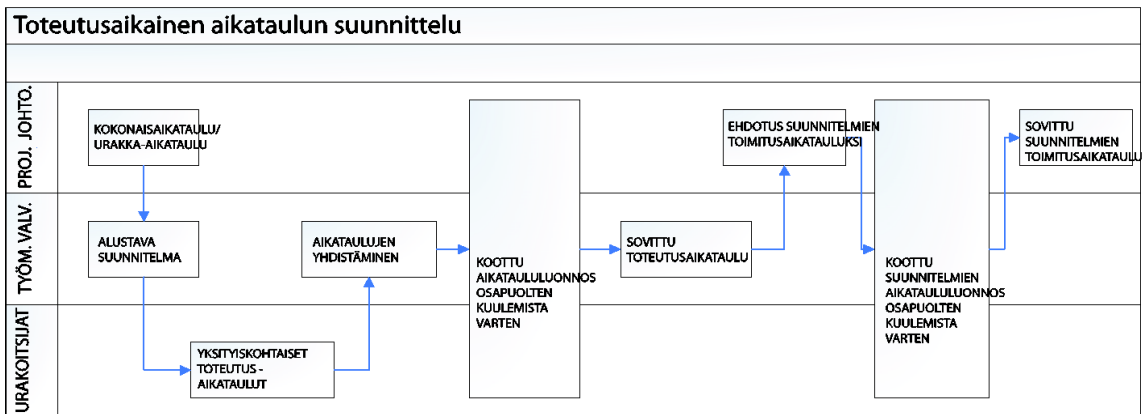 Toteutusaikainen aikataulun suunnittelu
PROJ. JOHTO.
KOKONAISAIKATAULU/
URAKKA-AIKATAULU
EHDOTUS SUUNNITELMIEN
TOIMITUSAIKATAULUKSI
SOVITTU
SUUNNITELMIEN
TOIMITUSAIKATAULU
TYÖM. VALV.
ALUSTAVA
SUUNNITELMA
AIKATAULUJEN
YHDISTÄMINEN
KOOTTU
AIKATAULULUONNOS
OSAPUOLTEN
KUULEMISTA
VARTEN
SOVITTU
TOTEUTUSAIKATAULU
KOOTTU
SUUNNITELMIEN
AIKATAULULUONNOS
OSAPUOLTEN
KUULEMISTA
VARTEN
URAKOITSIJAT
YKSITYISKOHTAISET
TOTEUTUS -
AIKATAULUT